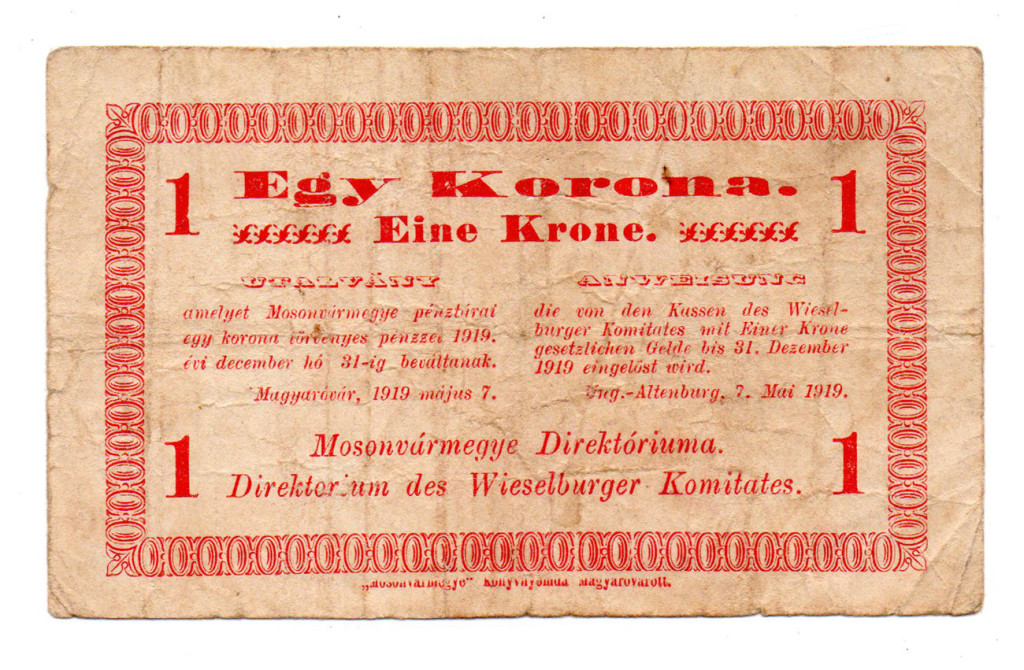 1 Egy Korona. 1
Eine Krone.
UTALVÁNY
amelyet Mosonvármegye pénztárai
egy korona törvényes pénzzel 1919.
évi december hó 31-ig beváltanak.
Magyaróvár, 1919 május 7.
ANWEISUNG
die von den Kassen des Wiesel-
burger Komitates mit Einer Krone
gesetzlichen Gelde bis 31. Dezember
1919 eingelöst wird.
Ung.-Altenburg, 7. Mai 1919.
1 Mosonvármegye Direktóriuma. 1
Direktorium des Wieselburger Komitates.
„Mosonvármegye" könyvnyomda Magyaróvárott.